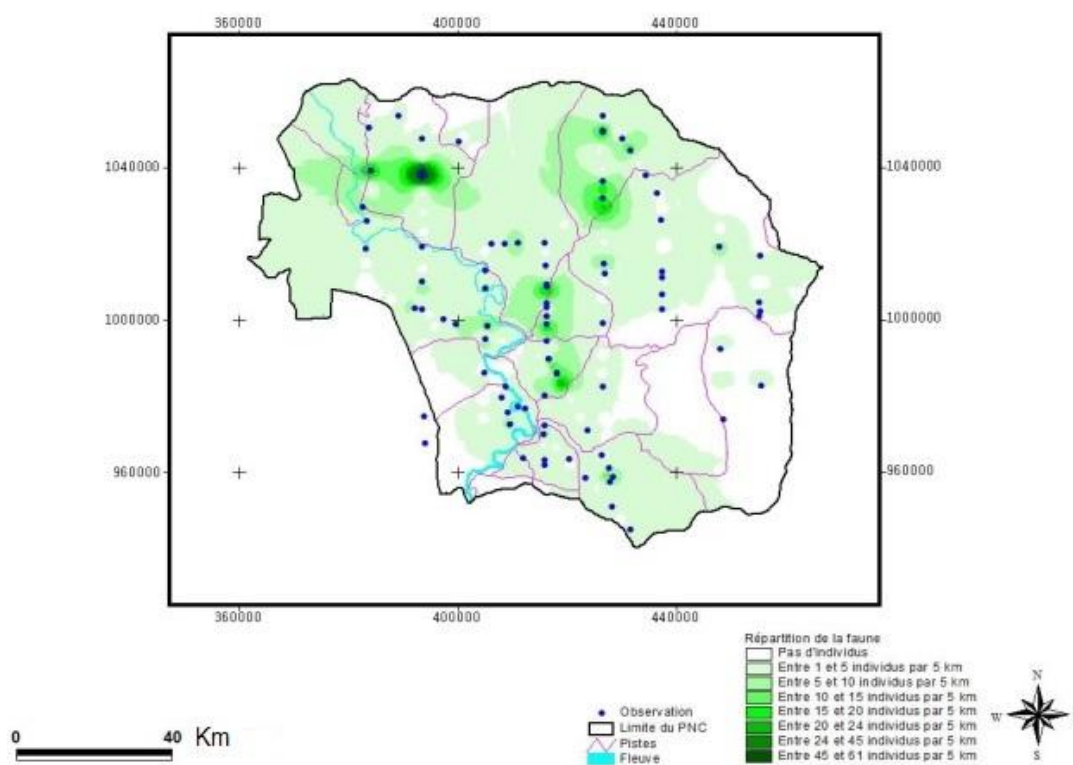 360000 400000 440000
1040000 1040000
1000000 1000000
960000 960000
360000 400000 440000
Répartition de la faune
Pas d'individus
Entre 1 et 5 individus par 5 km
Entre 5 et 10 individus par 5 km
Entre 10 et 15 individus par 5 km
Entre 15 et 20 individus par 5 km
Entre 20 et 24 individus par 5 km
Entre 24 et 45 individus par 5 km
Entre 45 et 61 individus par 5 km
Observation
Limite du PNC
Pistes
Fleuve
N
W E
S
0 40 Km